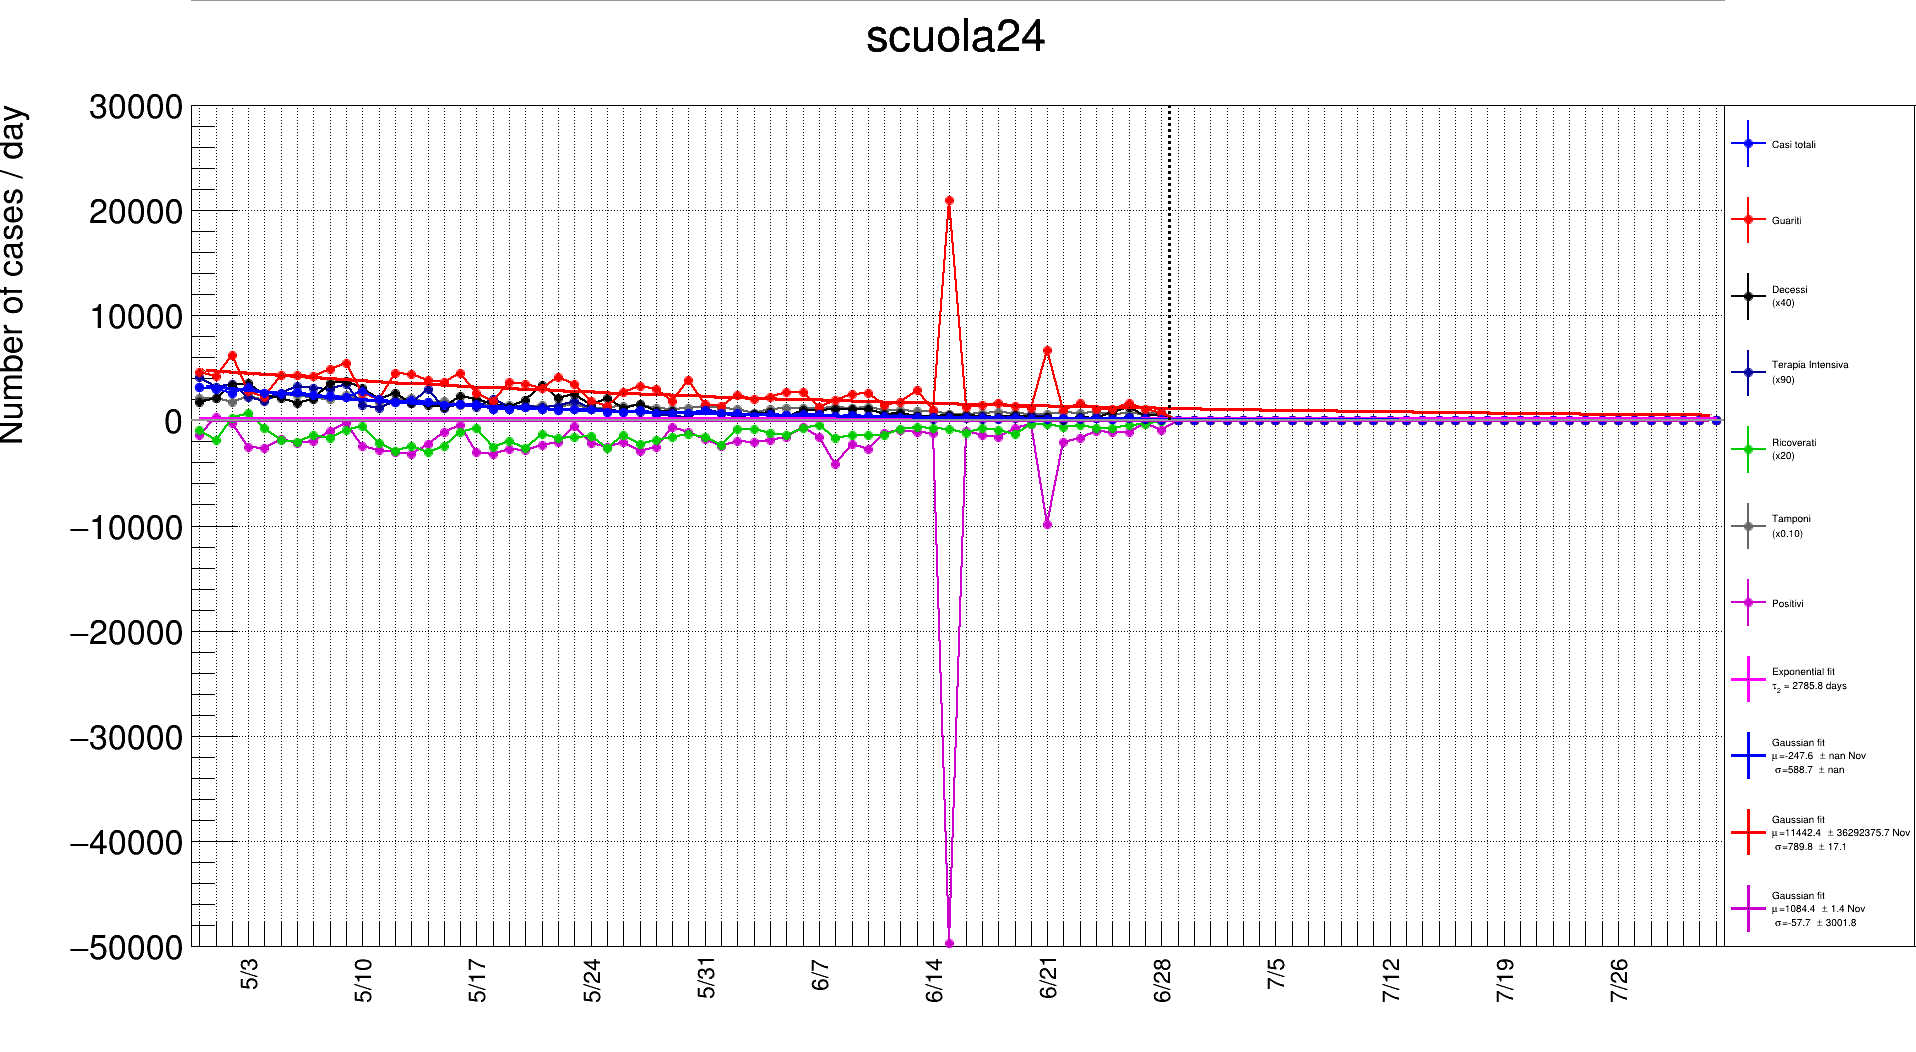 scuola24
Number of cases / day
30000
20000
10000
0
−10000
−20000
−30000
−40000
−50000
5/3
5/10
5/17
5/24
5/31
6/7
6/14
6/21
6/28
7/5
7/12
7/19
7/26
Casi totali
Guariti
Decessi
(x40)
Terapia Intensiva
(x90)
Ricoverati
(x20)
Tamponi
(x0.10)
Positivi
Exponential fit
τ2 = 2785.8 days
Gaussian fit
μ=-247.6 ± nan Nov
σ=588.7 ± nan
Gaussian fit
μ=11442.4 ± 36292375.7 Nov
σ=789.8 ± 17.1
Gaussian fit
μ=1084.4 ± 1.4 Nov
σ=-57.7 ± 3001.8